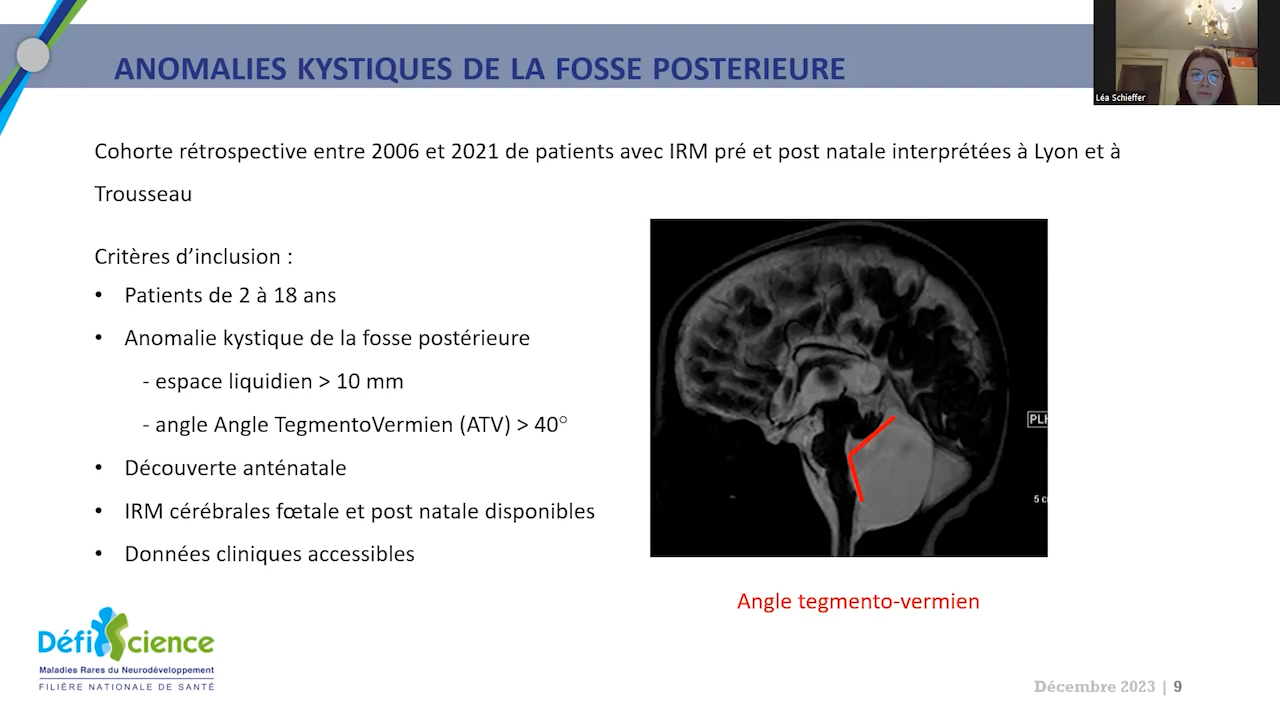 ANOMALIES KYSTIQUES DE LA FOSSE POSTERIEURE
Léa Schieffer
Cohorte rétrospective entre 2006 et 2021 de patients avec IRM pré et post natale interprétées à Lyon et à
Trousseau
Critères d’inclusion :
• Patients de 2 à 18 ans
• Anomalie kystique de la fosse postérieure
- espace liquidien > 10 mm
- angle Angle TegmentoVermien (ATV) > 40°
• Découverte anténatale
• IRM cérébrales fœtale et post natale disponibles
• Données cliniques accessibles
5 c
Angle tegmento-vermien
DéfiScience
Maladies Rares du Neurodéveloppement
FILIÈRE NATIONALE DE SANTÉ
Décembre 2023 | 9